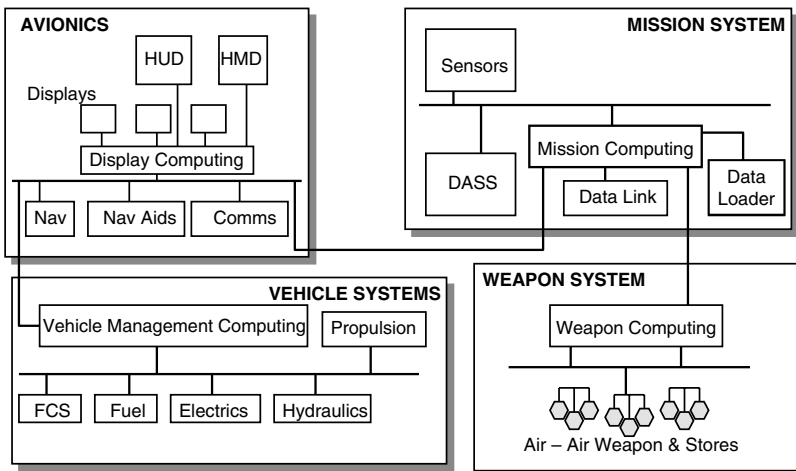 AVIONICS
HUD
HMD
Displays
Display Computing
Nav
Nav Aids
Comms
MISSION SYSTEM
Sensors
Mission Computing
DASS
Data Link
Data
Loader
VEHICLE SYSTEMS
Vehicle Management Computing
Propulsion
FCS
Fuel
Electrics
Hydraulics
WEAPON SYSTEM
Weapon Computing
Air – Air Weapon & Stores